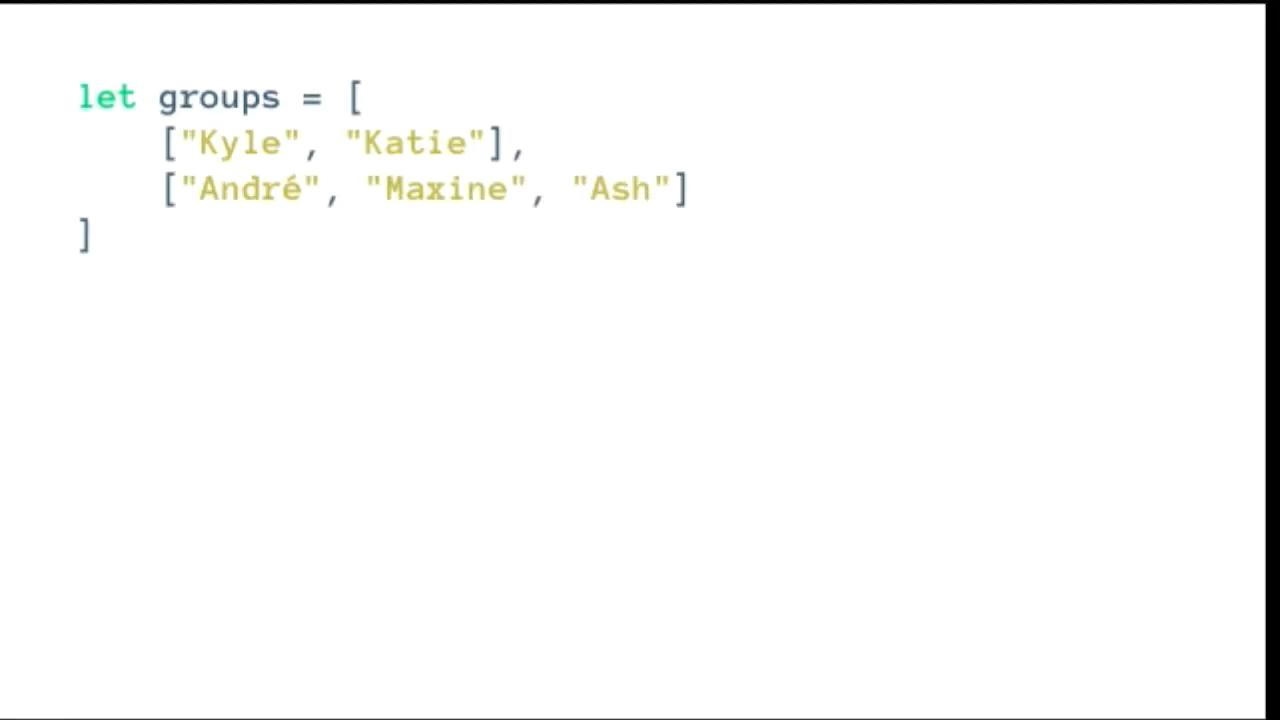 let groups = [
    ["Kyle", "Katie"],
    ["André", "Maxine", "Ash"]
]